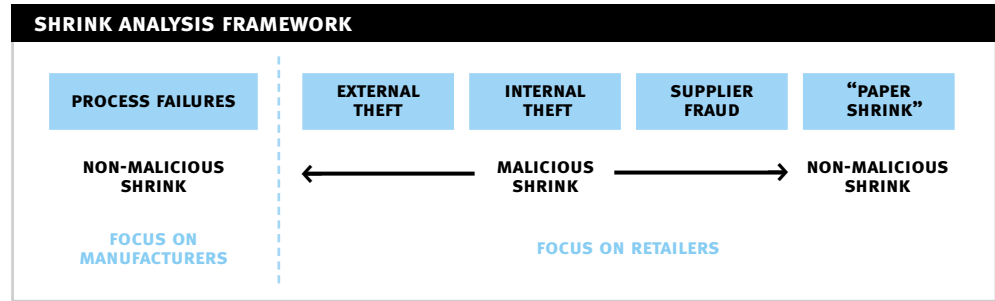 SHRINK ANALYSIS FRAMEWORK
PROCESS FAILURES
EXTERNAL
THEFT
INTERNAL
THEFT
SUPPLIER
FRAUD
“PAPER
SHRINK”
NON-MALICIOUS
SHRINK
MALICIOUS
SHRINK
NON-MALICIOUS
SHRINK
FOCUS ON
MANUFACTURERS
FOCUS ON RETAILERS